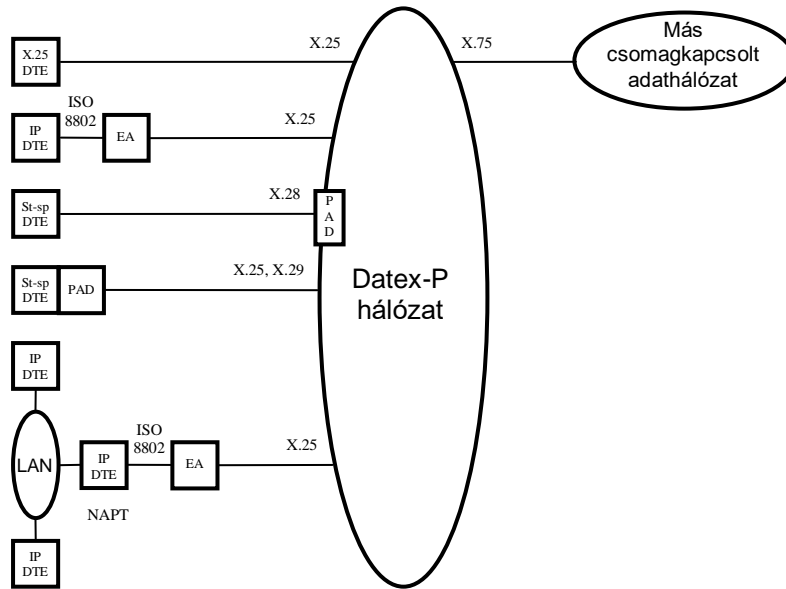 X.25
DTE
X.25
X.75
Más
csomagkapcsolt
adathálózat
ISO
8802
IP
DTE
EA
X.25
St-sp
DTE
X.28
P
A
D
St-sp
DTE
PAD
X.25, X.29
Datex-P
hálózat
IP
DTE
LAN
IP
DTE
ISO
8802
EA
X.25
NAPT
IP
DTE